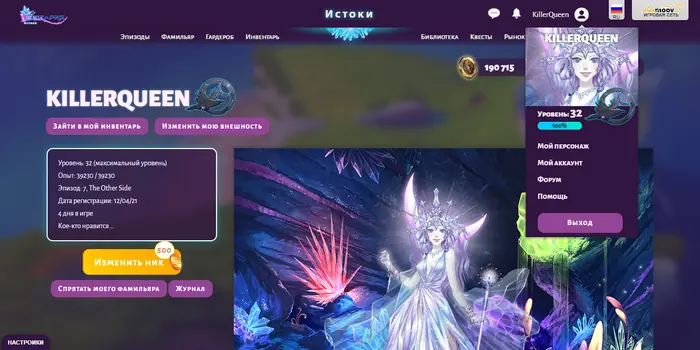 Истоки
KillerQueen
RU
ИГРОВАЯ СЕТЬ
Эпизоды
Фамильяр
Гардероб
Инвентарь
Библиотека
Квесты
Рынок
190 715
KILLERQUEEN
Зайти в мой инвентарь
Изменить мою внешность
Уровень: 32 (максимальный уровень)
Опыт: 39230 / 39230
Эпизод: 7, The Other Side
Дата регистрации: 12/04/21
4 дня в игре
Кое-кто нравится...
500
Изменить ник
Спрятать моего фамильяра
Журнал
НАСТРОЙКИ
KILLERQUEEN
Уровень: 32
100%
Мой персонаж
Мой аккаунт
Форум
Помощь
Выход